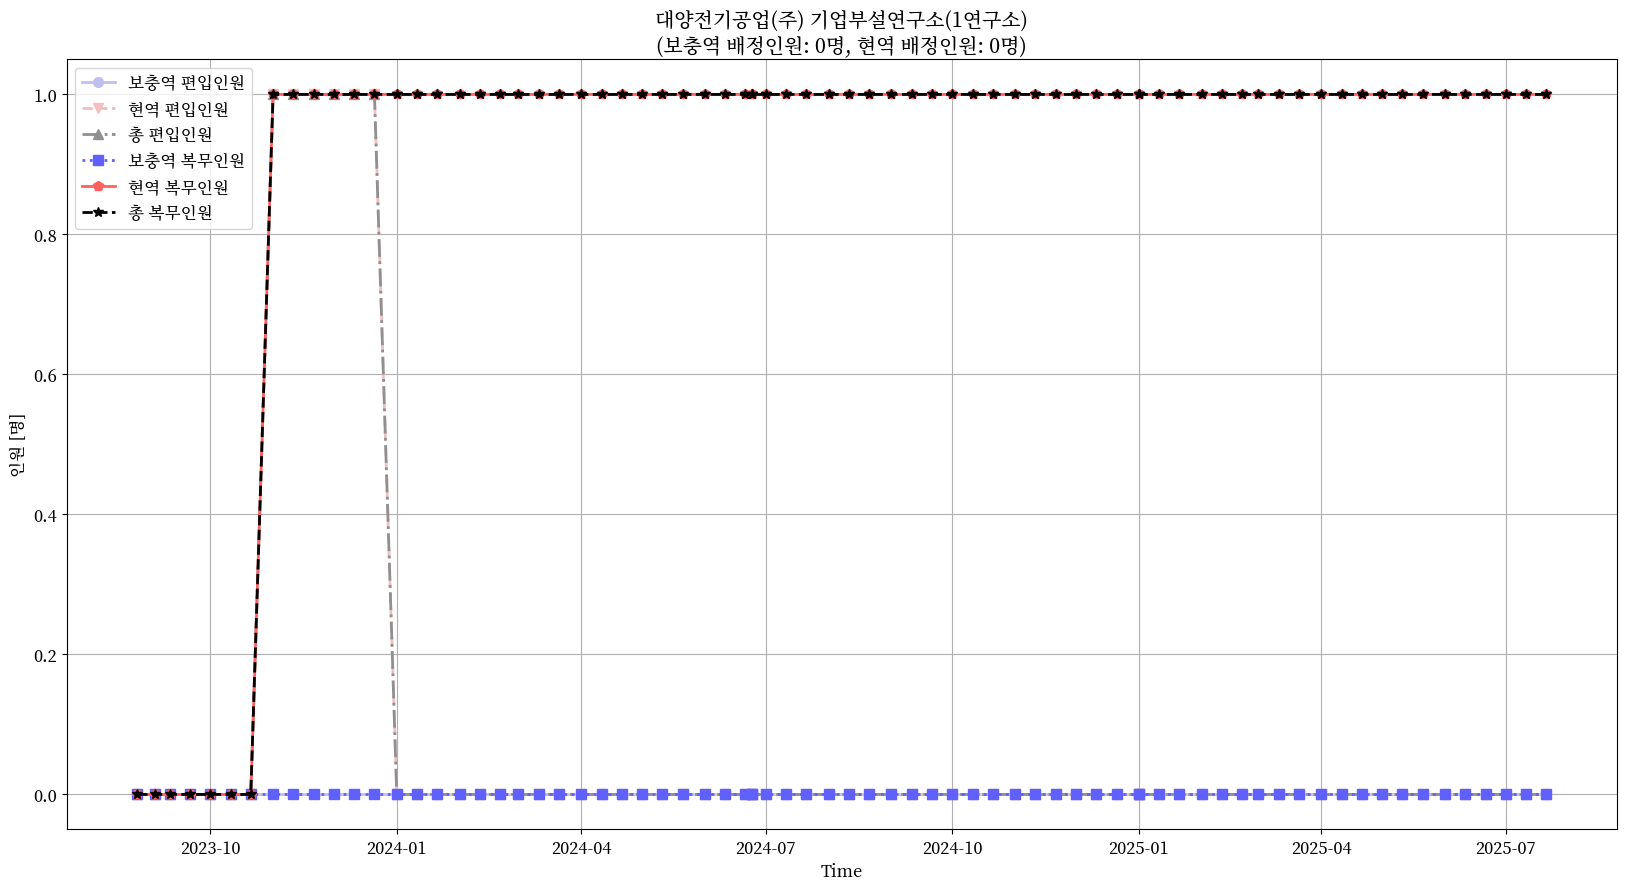 대양전기공업(주) 기업부설연구소(1연구소)
(보충역 배정인원: 0명, 현역 배정인원: 0명)
보충역 편입인원
현역 편입인원
총 편입인원
보충역 복무인원
현역 복무인원
총 복무인원
1.0
0.8
0.6
0.4
0.2
0.0
인원 [명]
2023-10
2024-01
2024-04
2024-07
2024-10
2025-01
2025-04
2025-07
Time